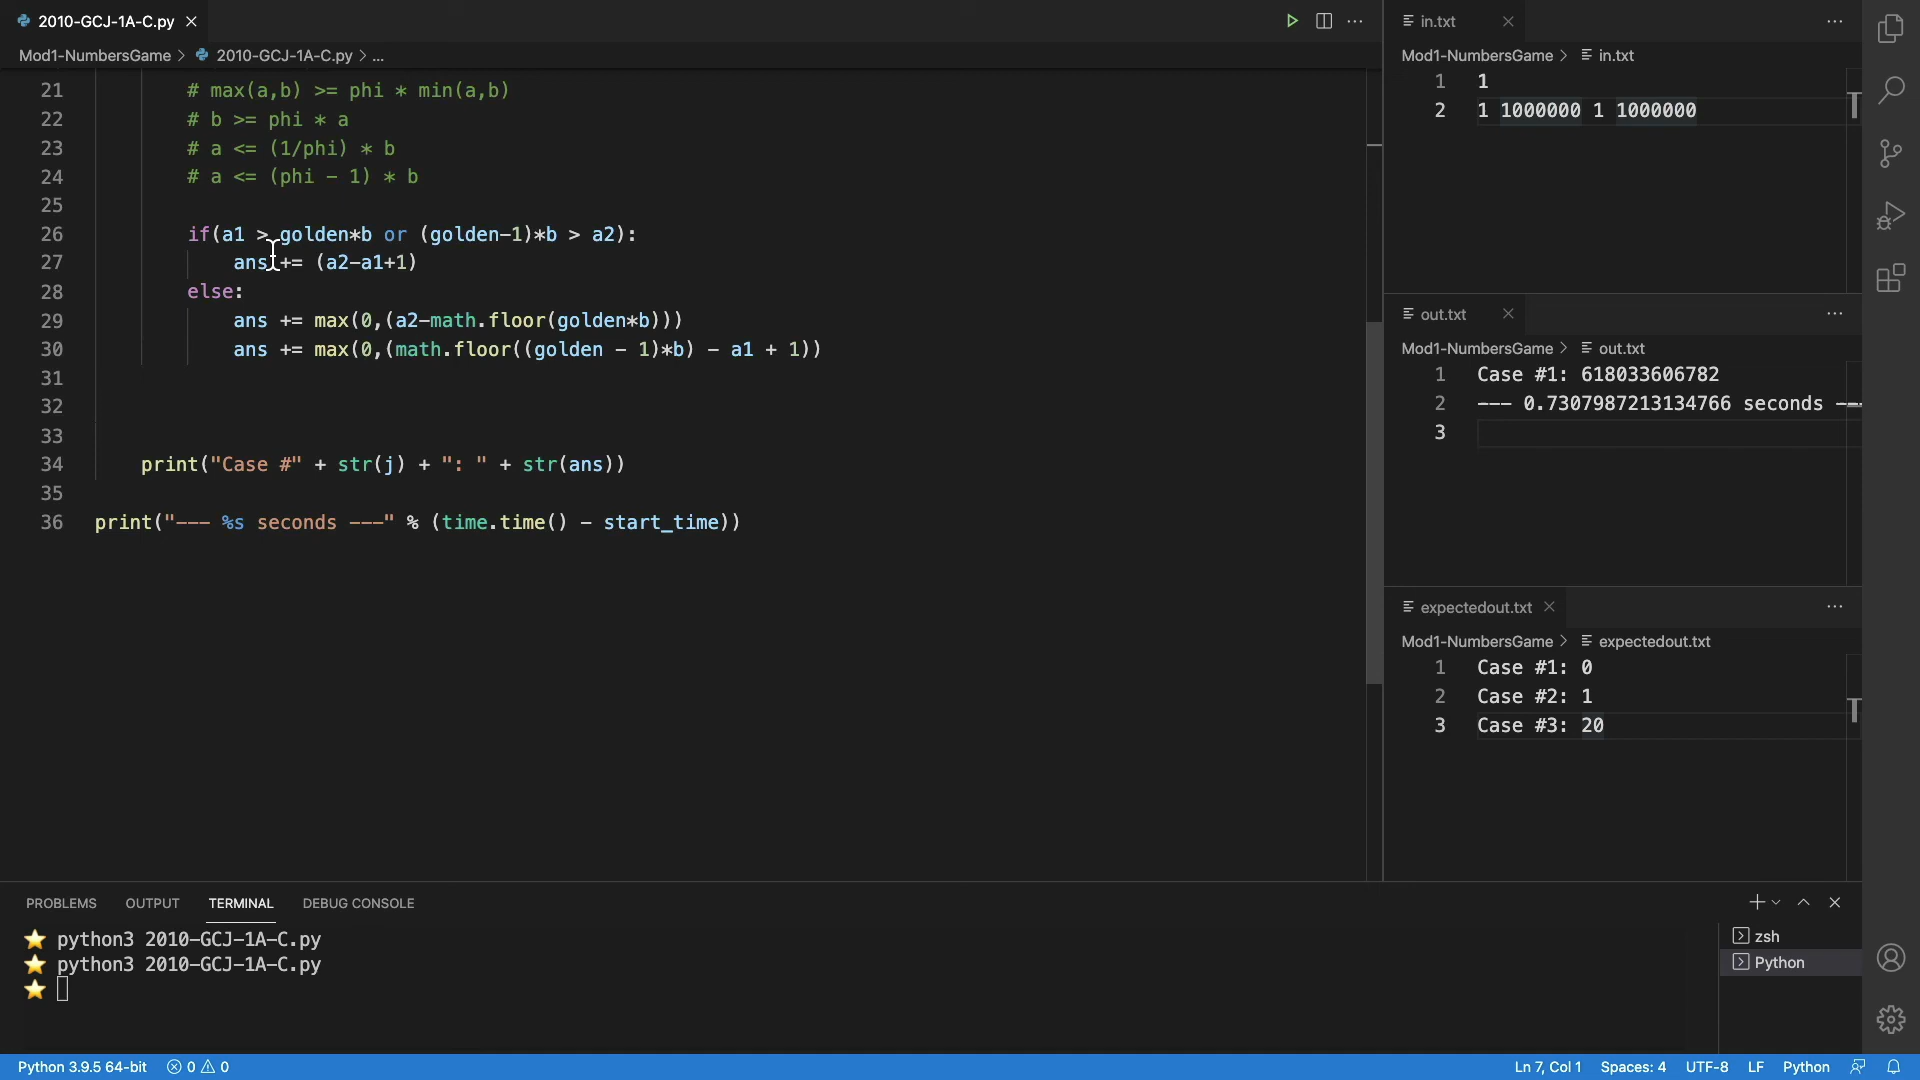 2010-GCJ-1A-C.py
Mod1-NumbersGame > 2010-GCJ-1A-C.py > ...
21 # max(a,b) >= phi * min(a,b)
22 # b >= phi * a
23 # a <= (1/phi) * b
24 # a <= (phi - 1) * b
25
26 if(a1 > golden*b or (golden-1)*b > a2):
27 ans += (a2-a1+1)
28 else:
29 ans += max(0,(a2-math.floor(golden*b)))
30 ans += max(0,(math.floor((golden - 1)*b) - a1 + 1))
31
32
33
34 print("Case #" + str(j) + ": " + str(ans))
35
36 print("--- %s seconds ---" % (time.time() - start_time))
in.txt
Mod1-NumbersGame > in.txt
1 1
2 1 1000000 1 1000000
out.txt
Mod1-NumbersGame > out.txt
1 Case #1: 618033606782
2 --- 0.7307987213134766 seconds ---
3
expectedout.txt
Mod1-NumbersGame > expectedout.txt
1 Case #1: 0
2 Case #2: 1
3 Case #3: 20
PROBLEMS OUTPUT TERMINAL DEBUG CONSOLE
python3 2010-GCJ-1A-C.py
python3 2010-GCJ-1A-C.py
zsh
Python
Python 3.9.5 64-bit 0 0 Ln 7, Col 1 Spaces: 4 UTF-8 LF Python